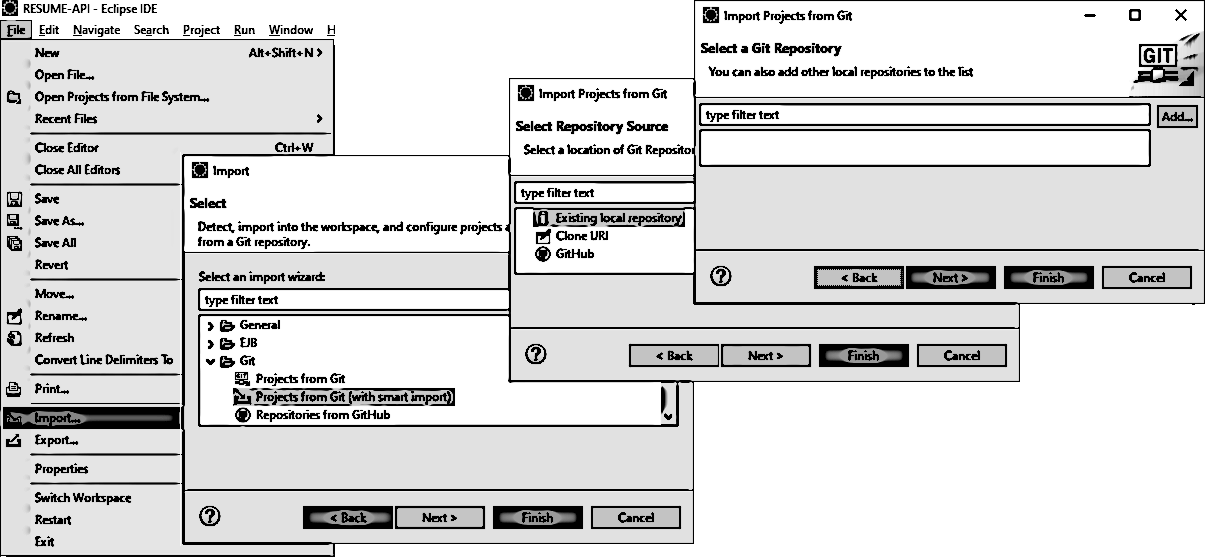 RESUME-API - Eclipse IDE
File Edit Navigate Search Project Run Window H
New Alt+Shift+N >
Open File...
Open Projects from File System...
Recent Files >
Close Editor Ctrl+W
Close All Editors
Save
Save As...
Save All
Revert
Move...
Rename...
Refresh
Convert Line Delimiters To
Print...
Import...
Export...
Properties
Switch Workspace
Restart
Exit
Import
Select
Detect, import into the workspace, and configure projects a
from a Git repository.
Select an import wizard:
type filter text
General
EJB
Git
Projects from Git
Projects from Git (with smart import)
Repositories from GitHub
< Back Next > Finish Cancel
Import Projects from Git
Select Repository Source
Select a location of Git Repositor
type filter text
Existing local repository
Clone URI
GitHub
< Back Next > Finish Cancel
Import Projects from Git
Select a Git Repository
You can also add other local repositories to the list
GIT
type filter text
Add...
< Back Next > Finish Cancel